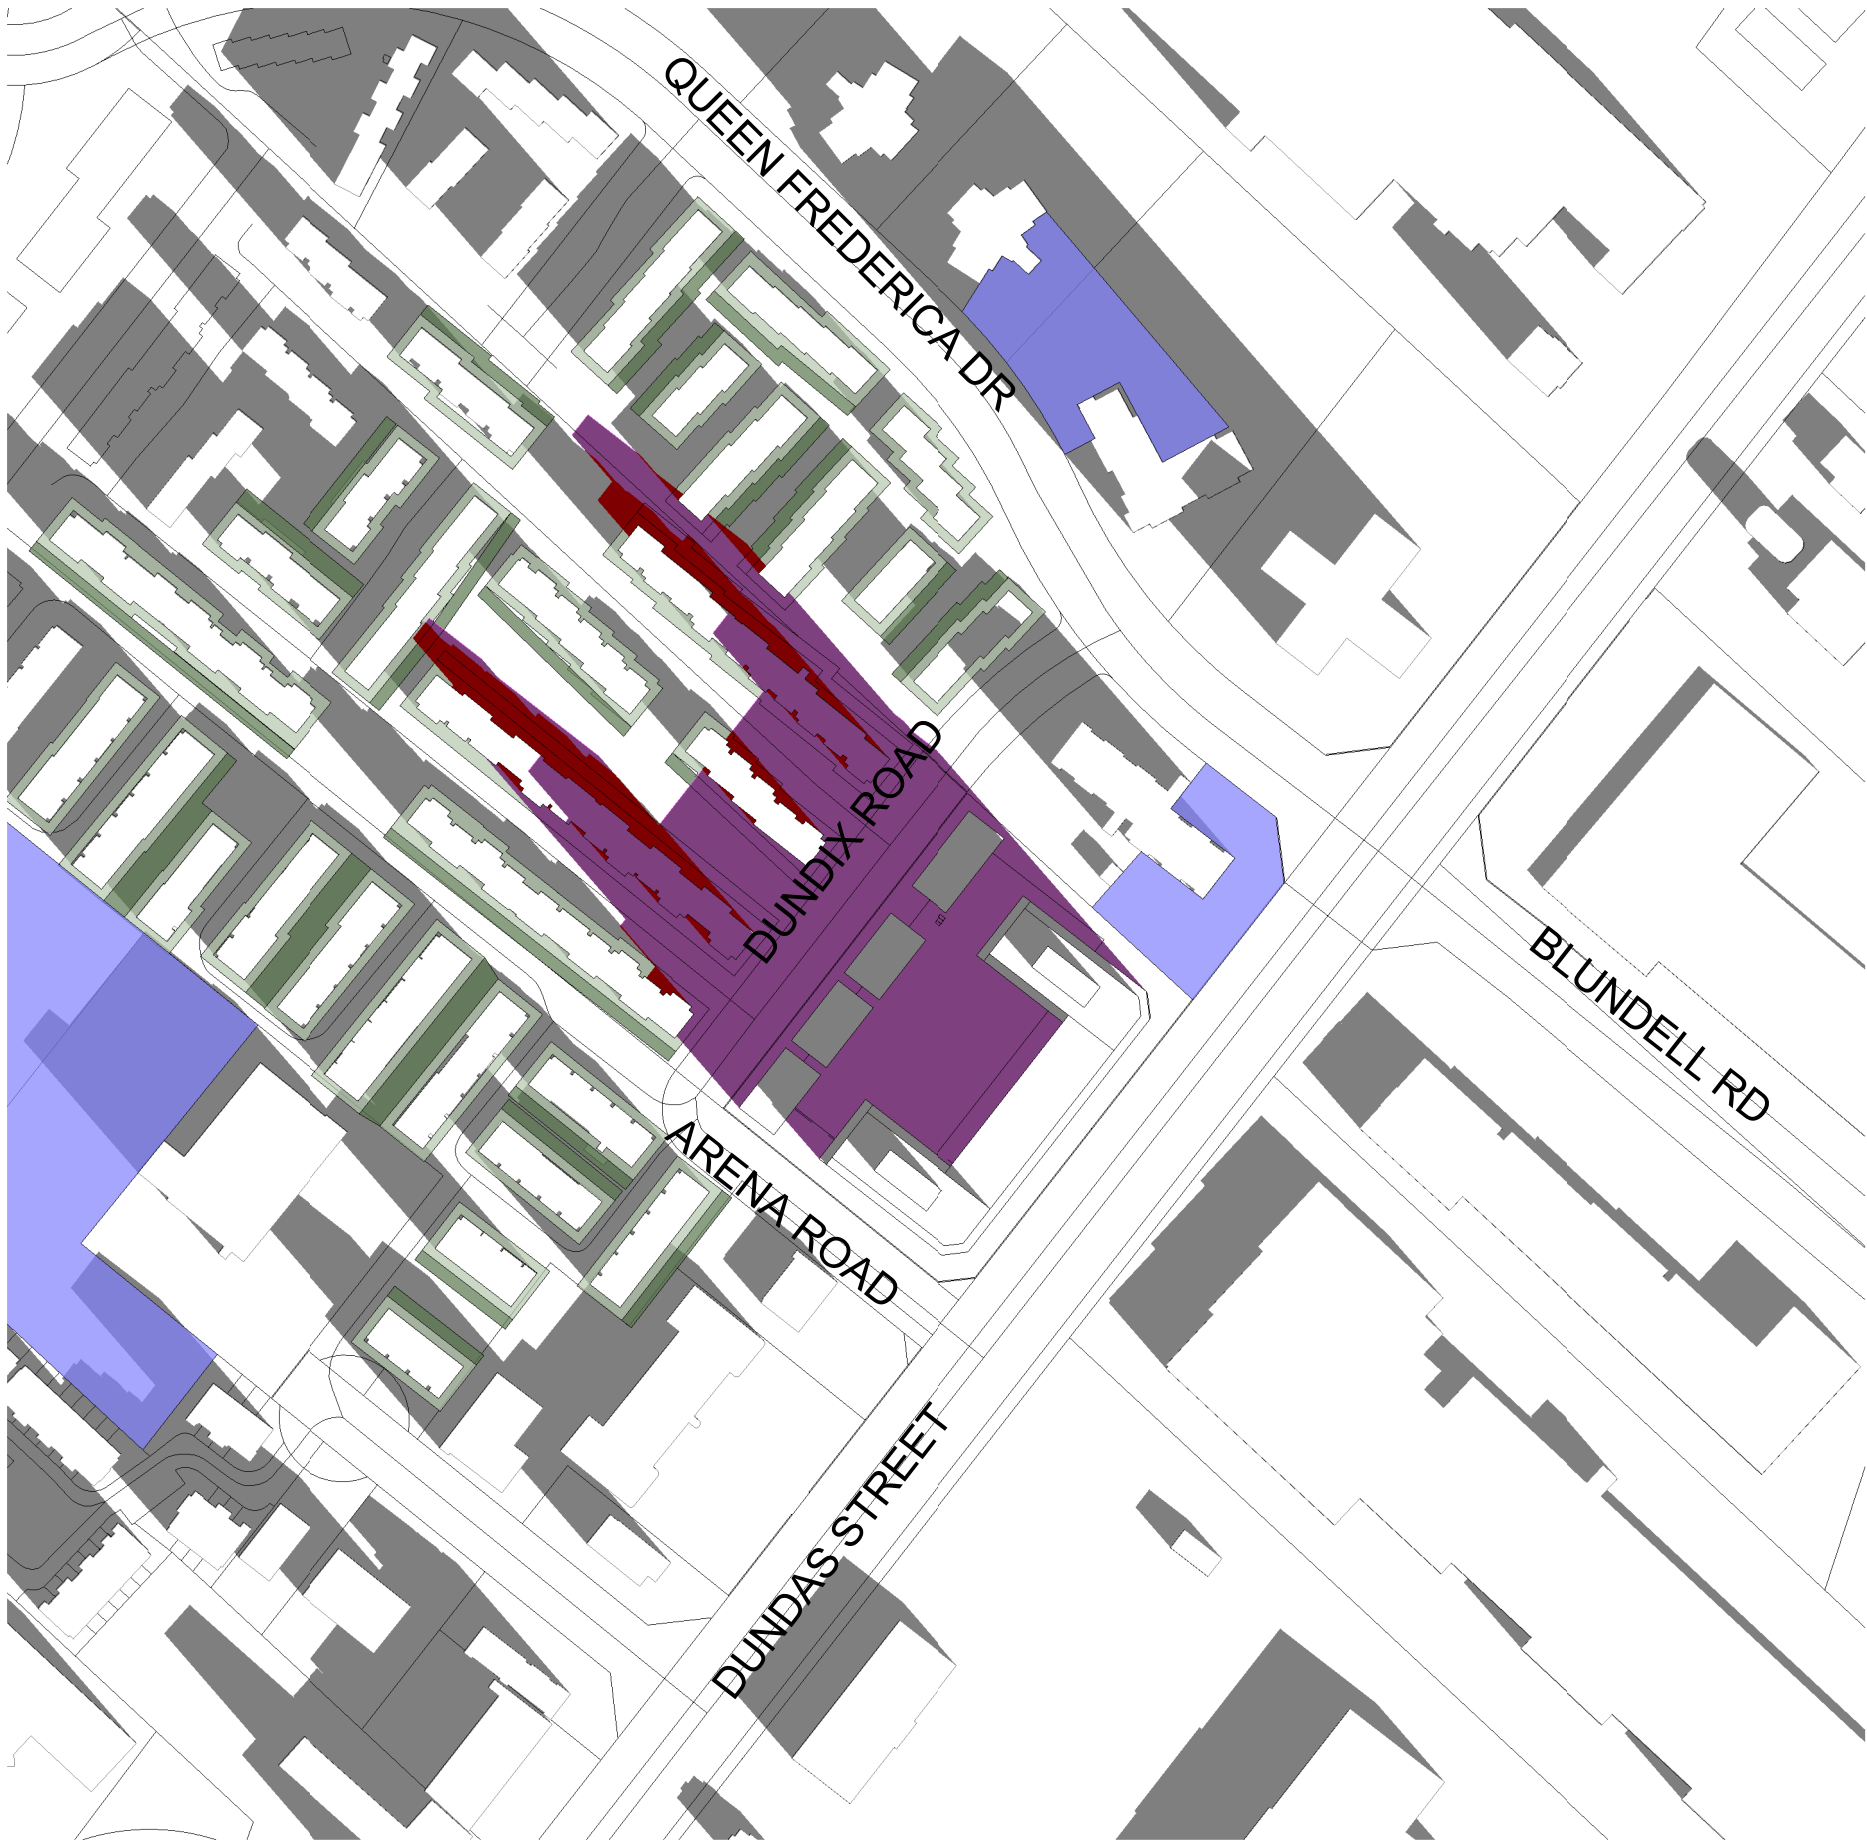 QUEEN FREDERICA DR
DUNDIX ROAD
BLUNDELL RD
ARENA ROAD
DUNDAS STREET